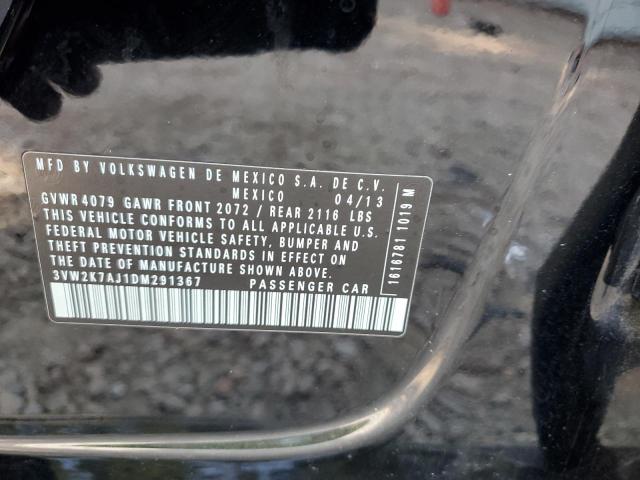 MFD BY VOLKSWAGEN DE MEXICO S.A. DE C.V.
MEXICO 04/13
GVWR 4079 GAWR FRONT 2072 / REAR 2116 LBS
THIS VEHICLE CONFORMS TO ALL APPLICABLE U.S.
FEDERAL MOTOR VEHICLE SAFETY, BUMPER AND
THEFT PREVENTION STANDARDS IN EFFECT ON
THE DATE OF MANUFACTURE SHOWN ABOVE.
3VW2K7AJ1DM291367 PASSENGER CAR
1616781 1019 M